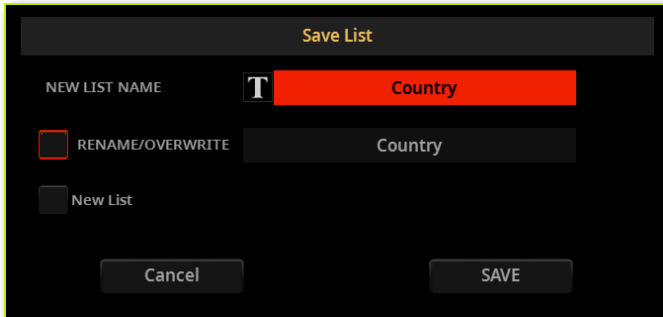 Save List
NEW LIST NAME T Country
RENAME/OVERWRITE Country
New List
Cancel SAVE